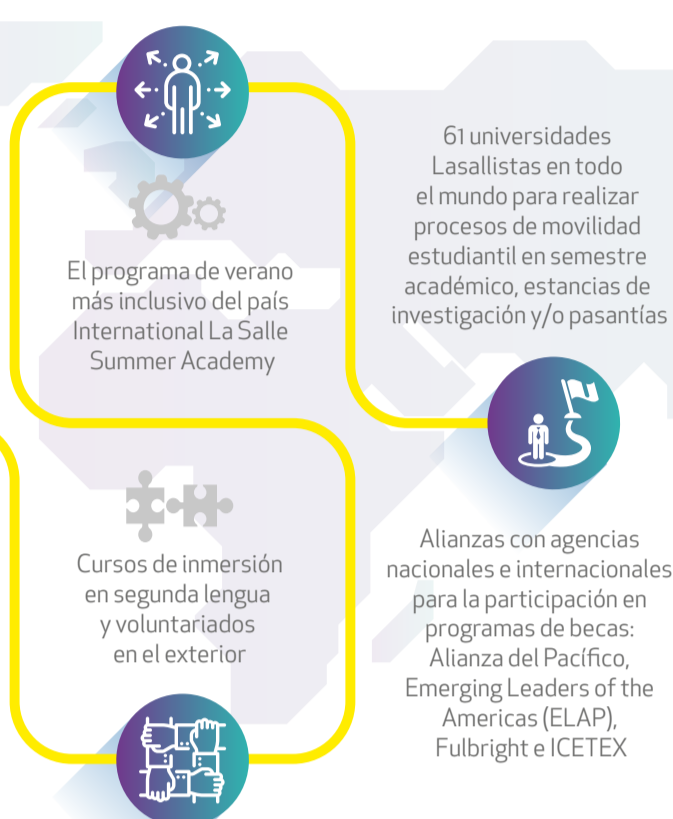 El programa de verano
más inclusivo del país
International La Salle
Summer Academy
61 universidades
Lasallistas en todo
el mundo para realizar
procesos de movilidad
estudiantil en semestre
académico, estancias de
investigación y/o pasantías
Cursos de inmersión
en segunda lengua
y voluntariados
en el exterior
Alianzas con agencias
nacionales e internacionales
para la participación en
programas de becas:
Alianza del Pacífico,
Emerging Leaders of the
Americas (ELAP),
Fulbright e ICETEX